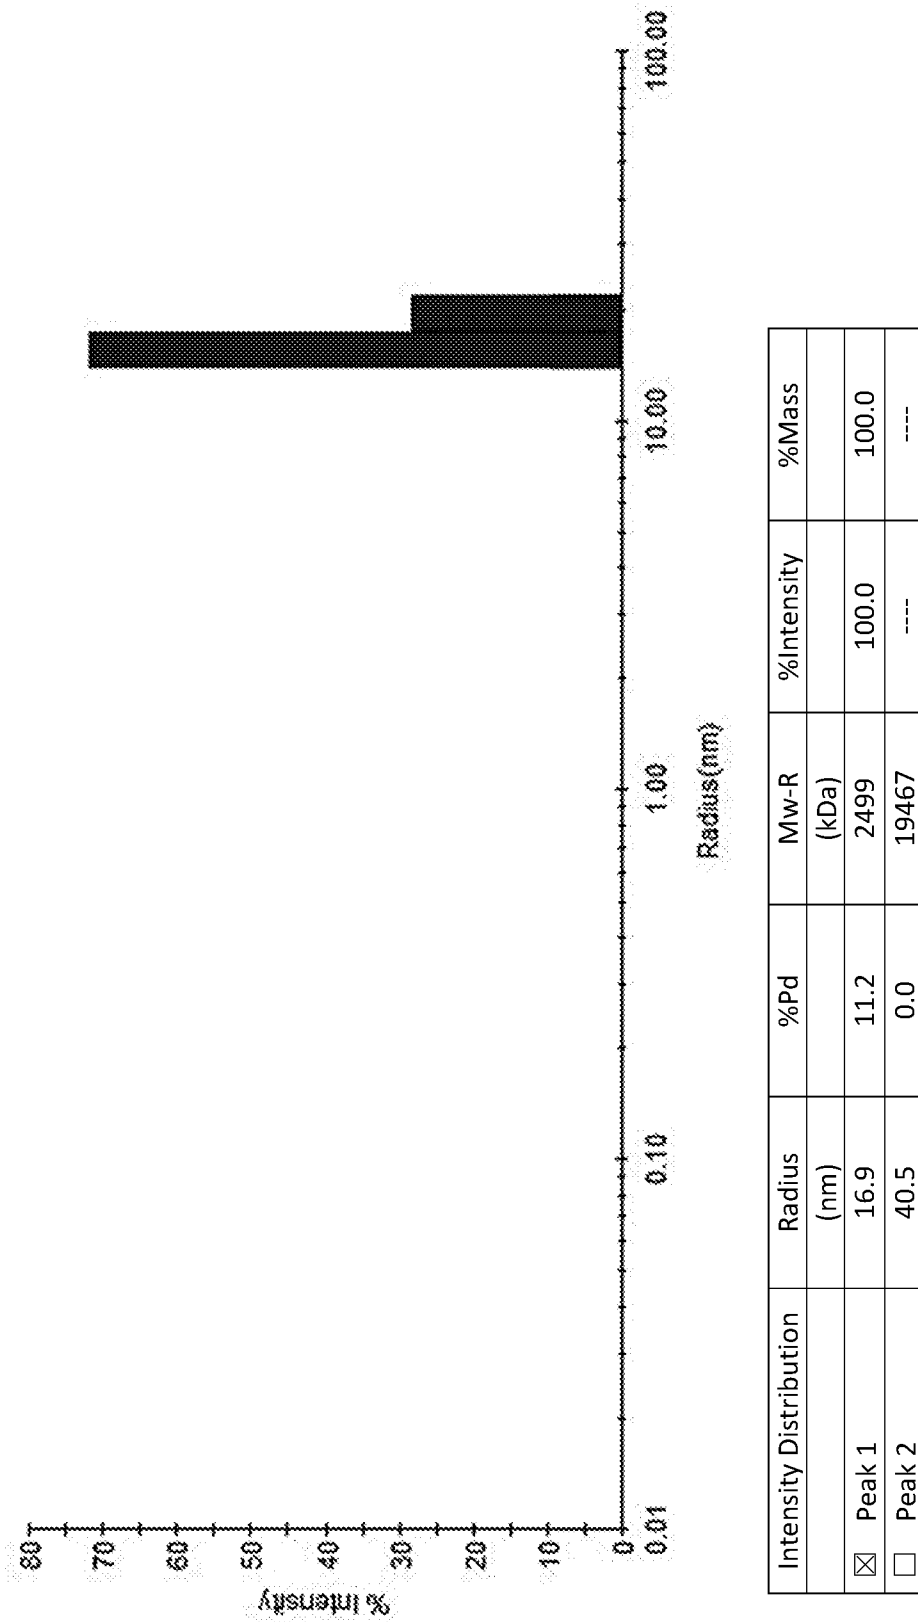 % Intensity
80
70
60
50
40
30
20
10
0
0.01
0.10
1.00
10.00
100.00
Radius(nm)
Intensity Distribution Radius %Pd Mw-R %Intensity %Mass
(nm) (kDa)
☒ Peak 1 16.9 11.2 2499 100.0 100.0
☐ Peak 2 40.5 0.0 19467 ---- ----